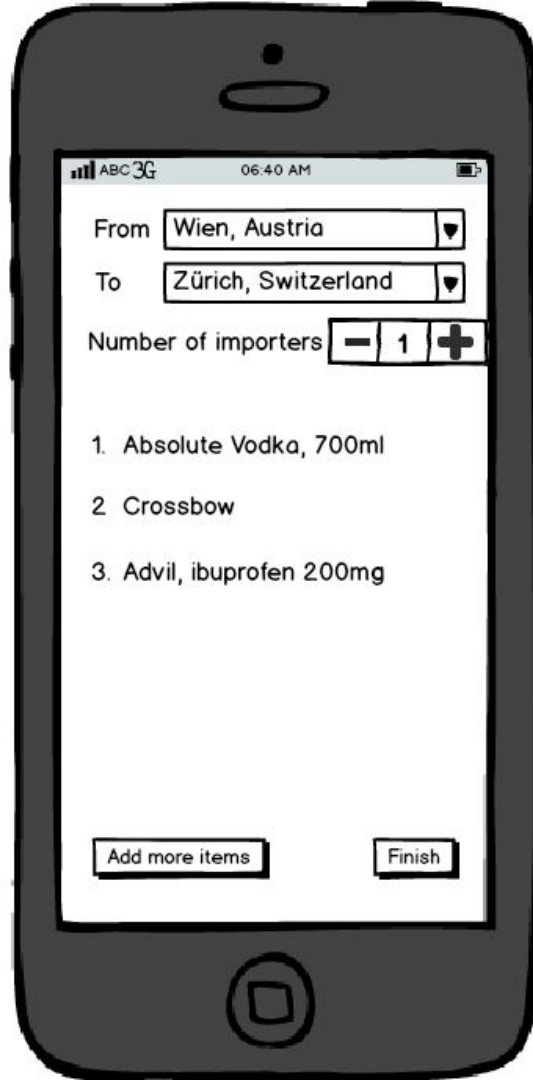 ABC 3G 06:40 AM
From Wien, Austria
To Zürich, Switzerland
Number of importers 1
1. Absolute Vodka, 700ml
2 Crossbow
3. Advil, ibuprofen 200mg
Add more items Finish